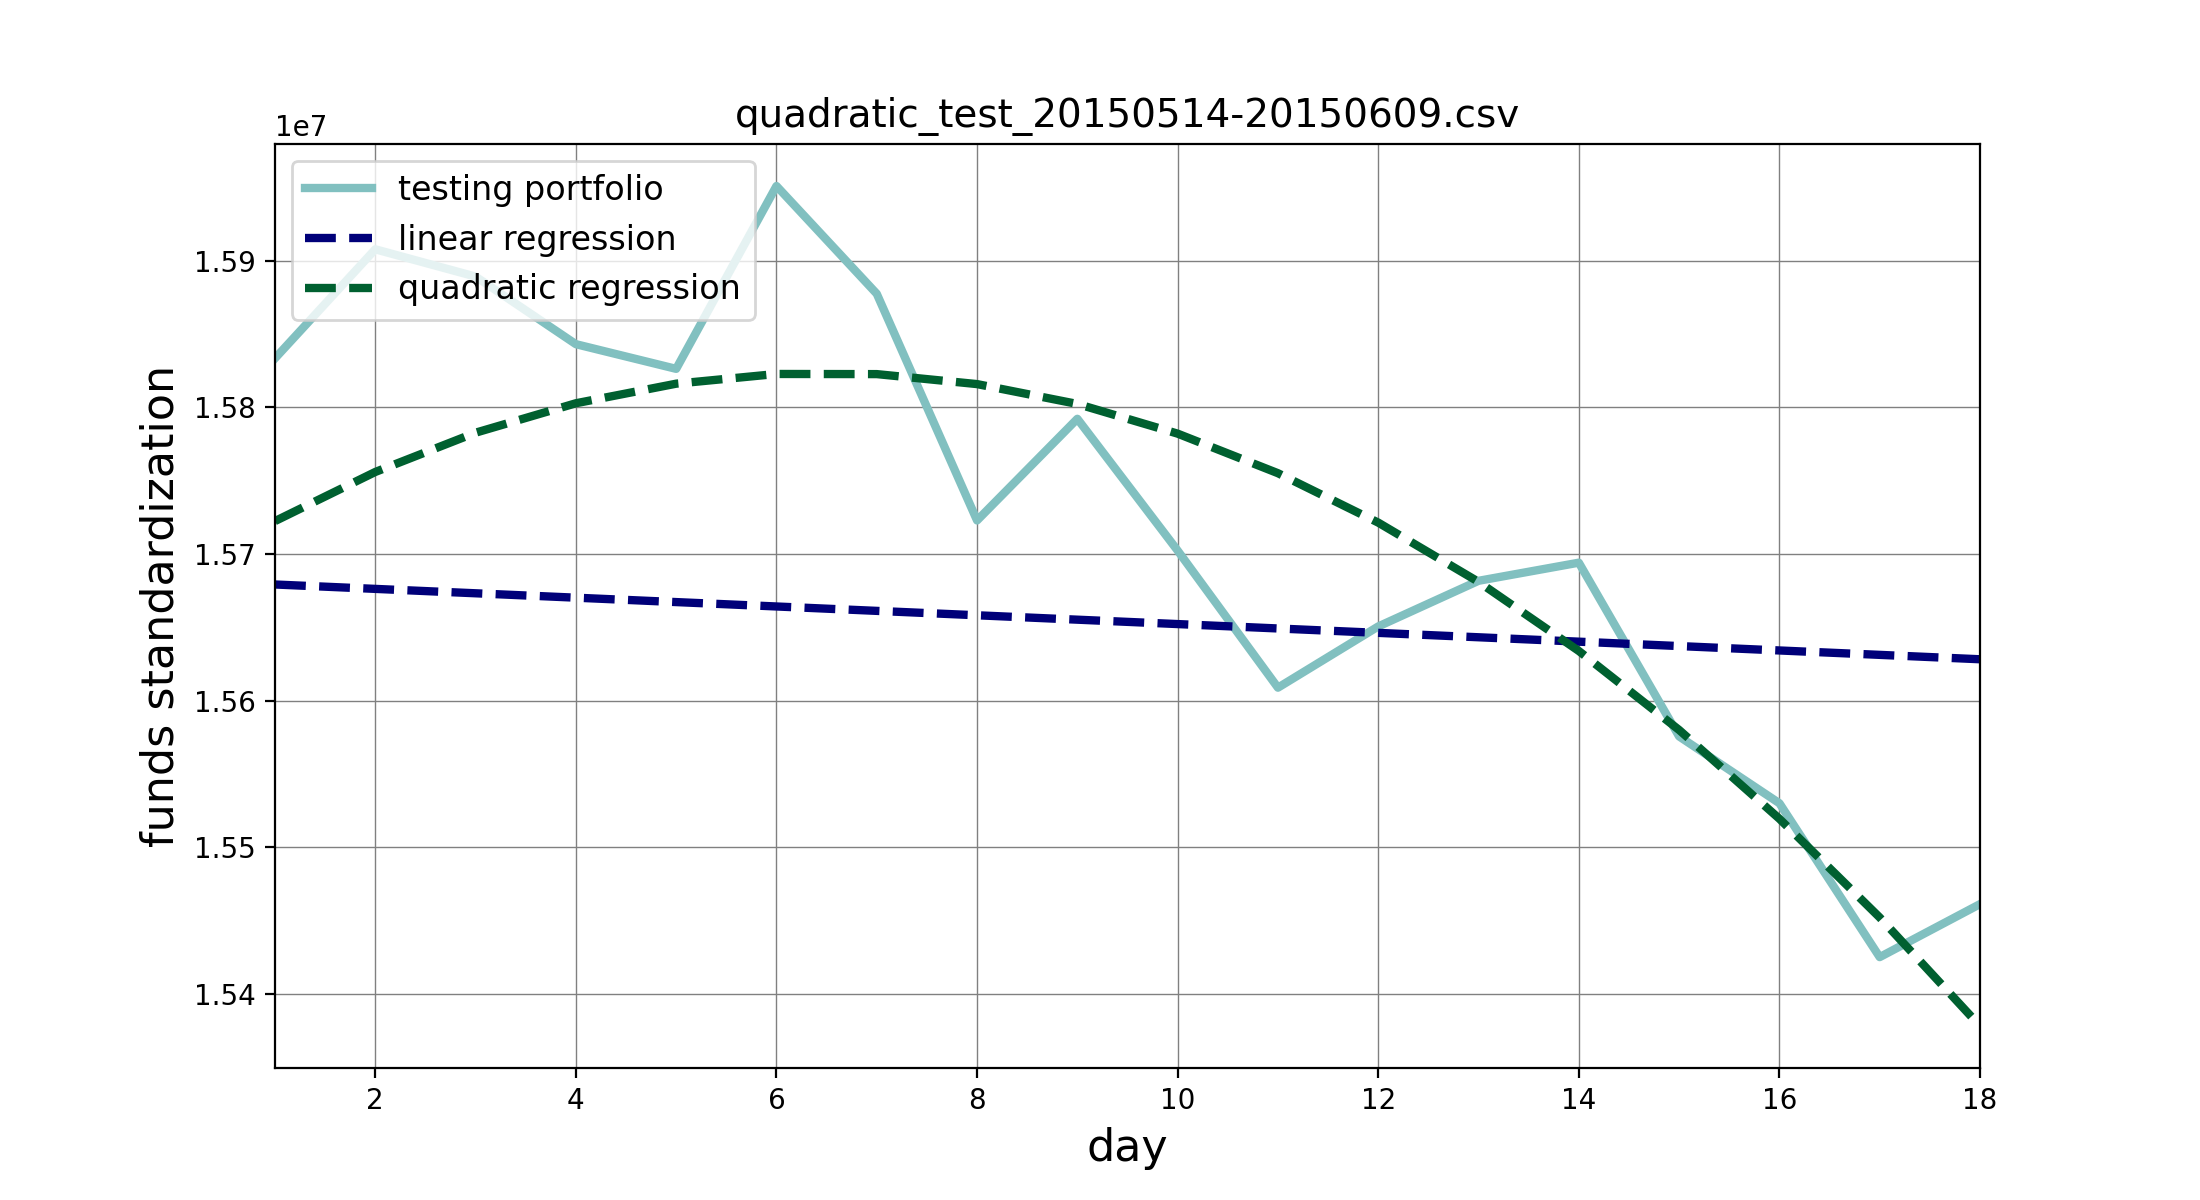 quadratic_test_20150514-20150609.csv
1e7
testing portfolio
linear regression
quadratic regression
funds standardization
1.59
1.58
1.57
1.56
1.55
1.54
2 4 6 8 10 12 14 16 18
day